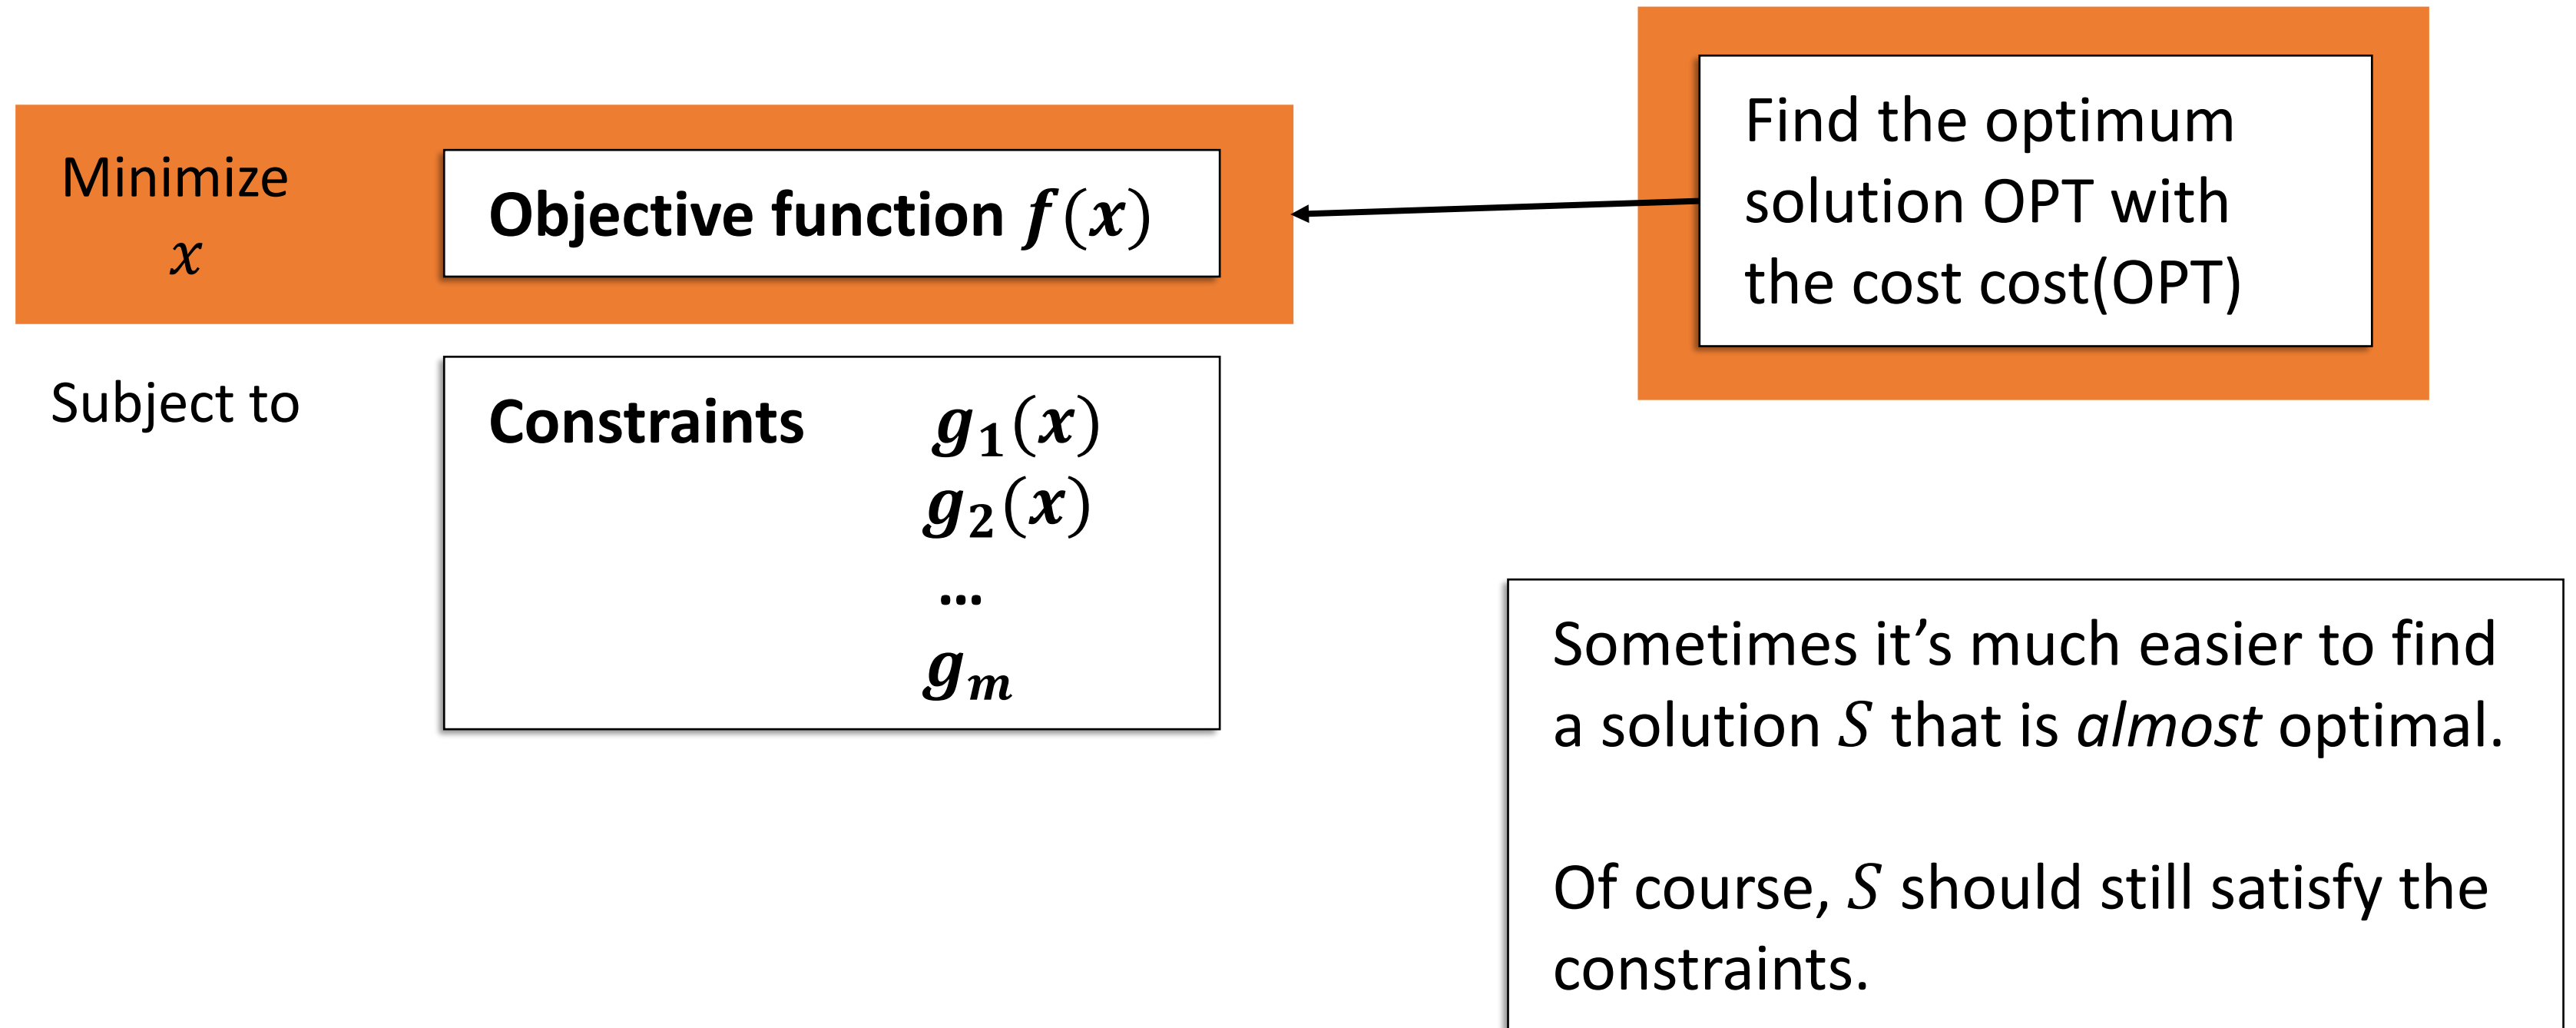 Minimize
x
Objective function f(x)
Find the optimum
solution OPT with
the cost cost(OPT)
Subject to
Constraints g₁(x)
g₂(x)
...
gₘ
Sometimes it’s much easier to find
a solution S that is almost optimal.
Of course, S should still satisfy the
constraints.